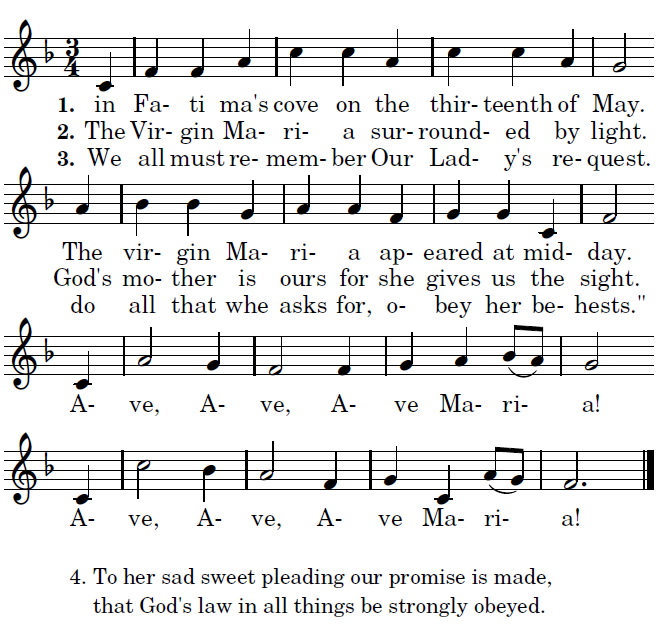 3
4
1. in Fa- ti ma's cove on the thir- teenth of May.
2. The Vir- gin Ma- ri- a sur- round- ed by light.
3. We all must re- mem- ber Our Lad- y's re- quest.
The vir- gin Ma- ri- a ap- eared at mid- day.
God's mo- ther is ours for she gives us the sight.
do all that whe asks for, o- bey her be- hests."
A- ve, A- ve, A- ve Ma- ri- a!
A- ve, A- ve, A- ve Ma- ri- a!
4. To her sad sweet pleading our promise is made,
that God's law in all things be strongly obeyed.